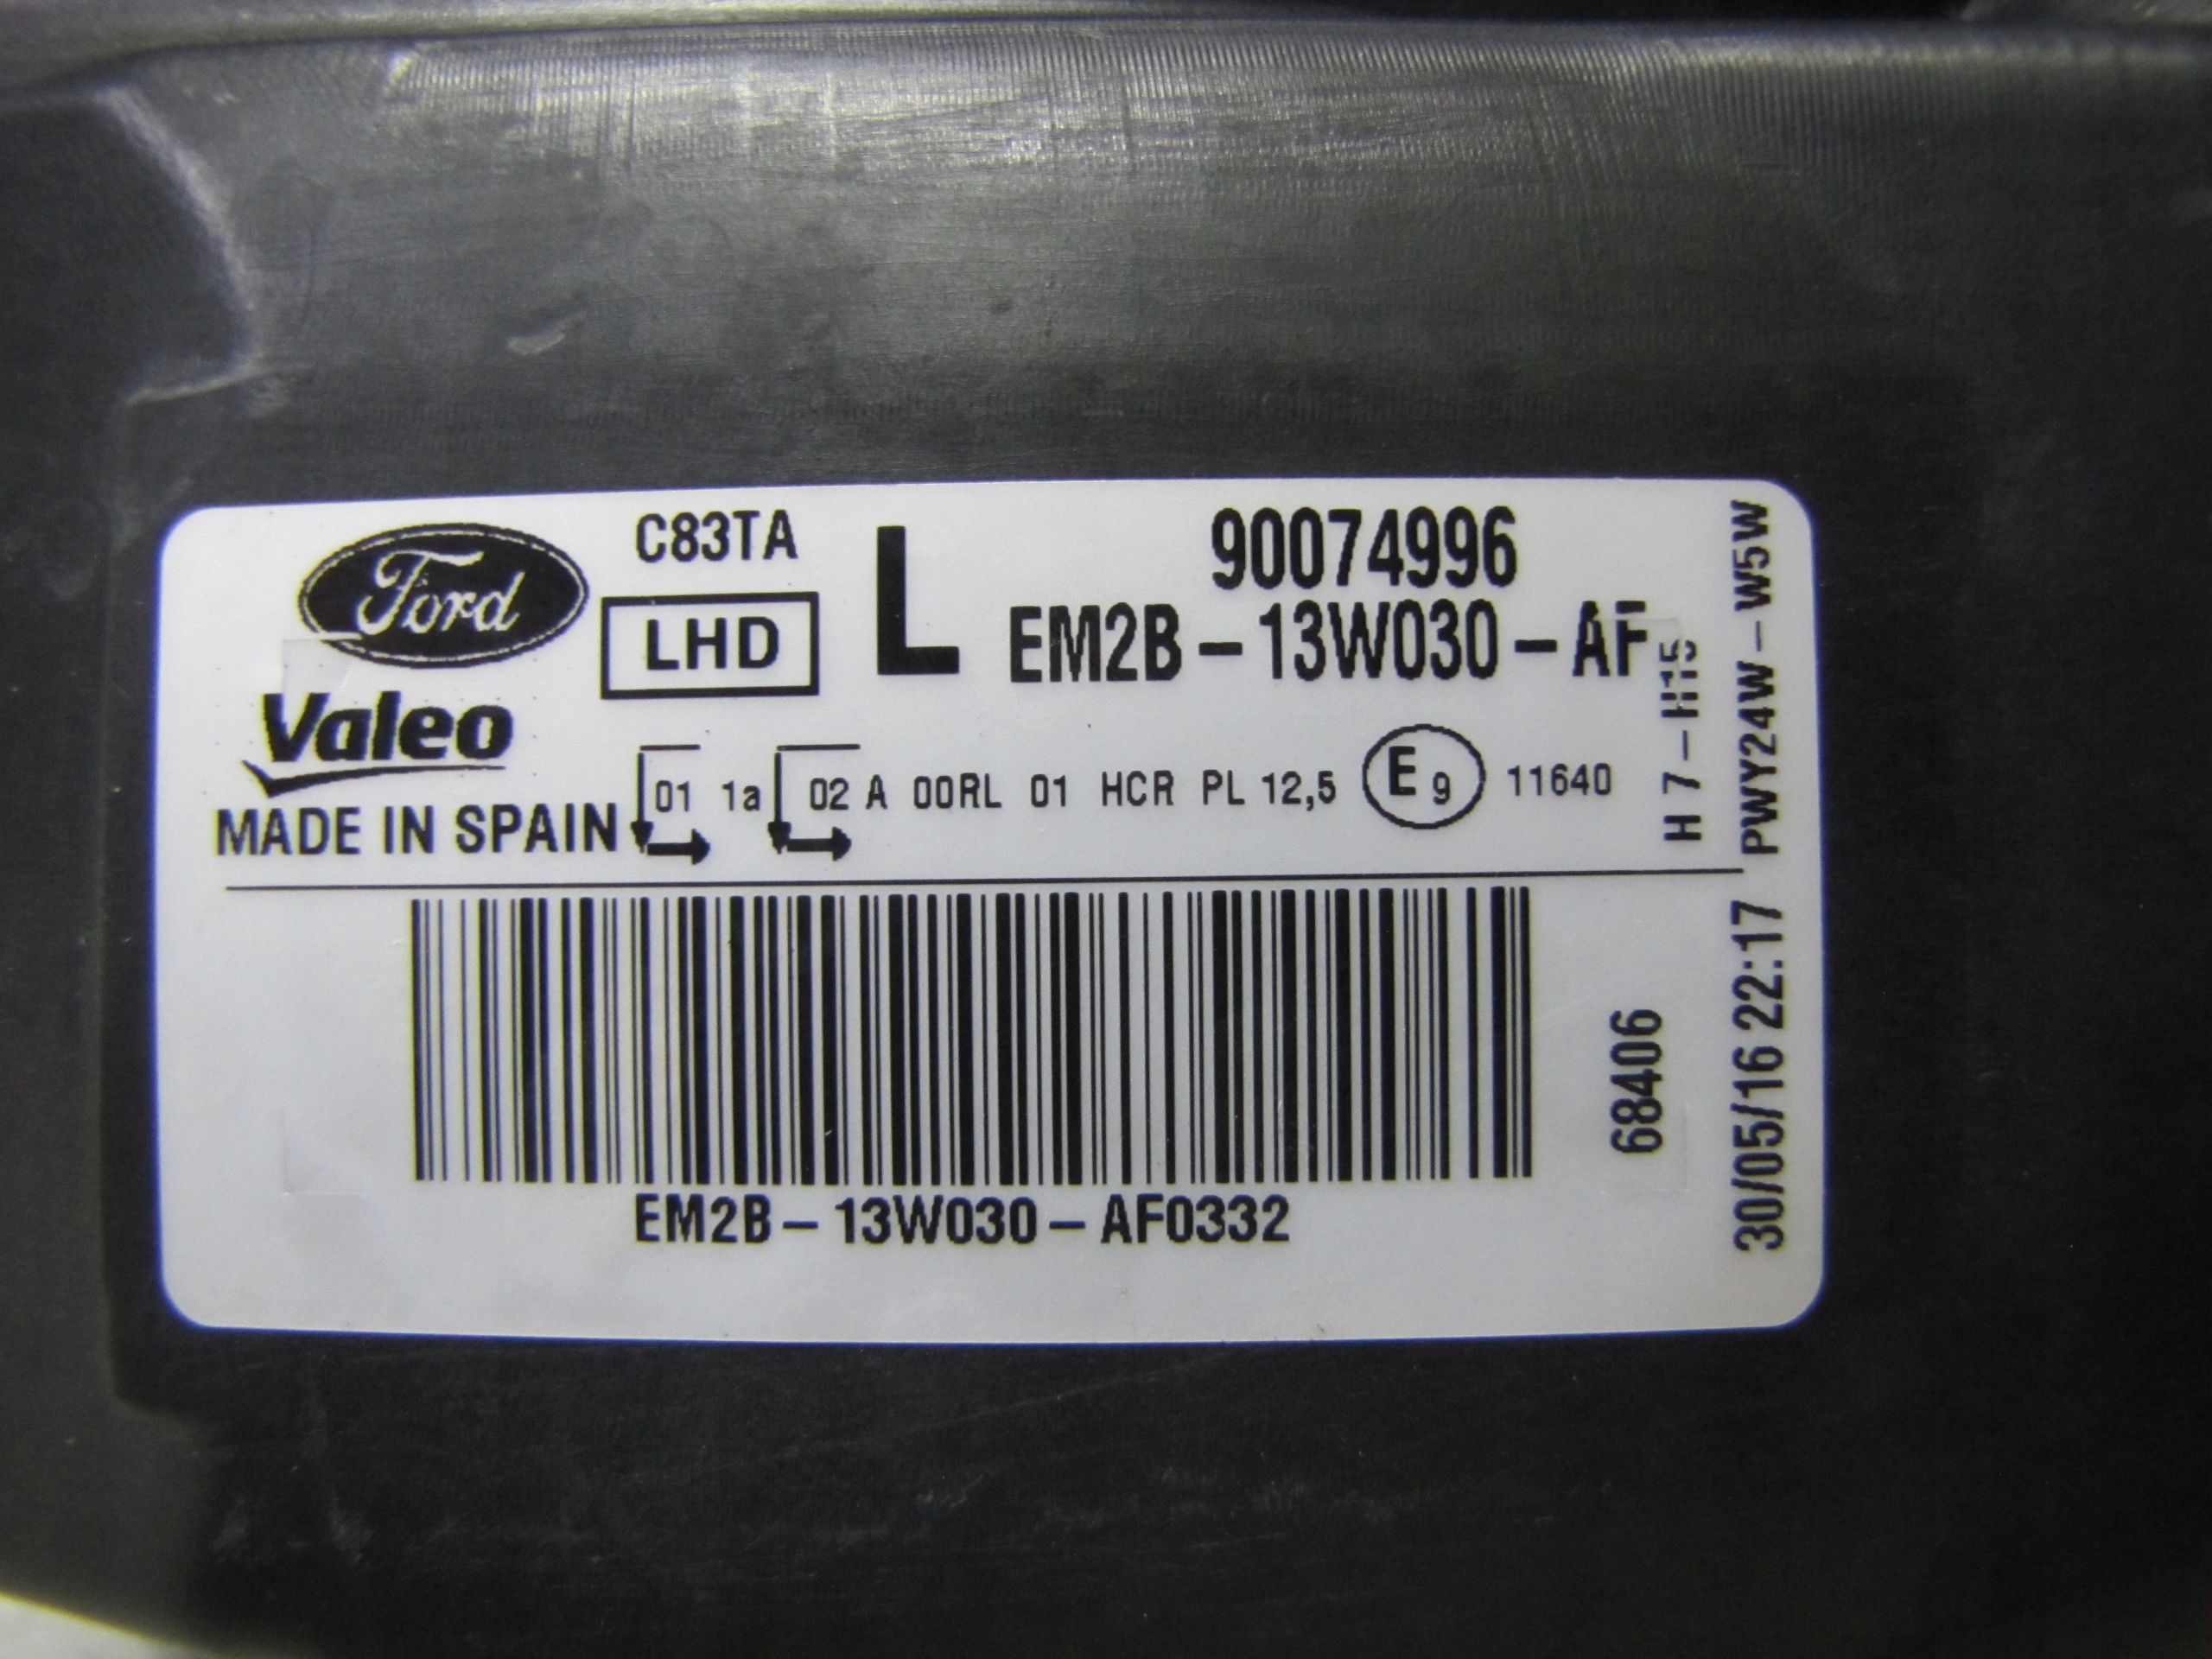 Ford
Valeo
MADE IN SPAIN
C83TA
LHD
L
90074996
EM2B-13W030-AF
01 1a 02 A 00RL 01 HCR PL 12,5 E9 11640
H7-H15
PWY24W-W5W
EM2B-13W030-AF0332
68406
30/05/16 22:17